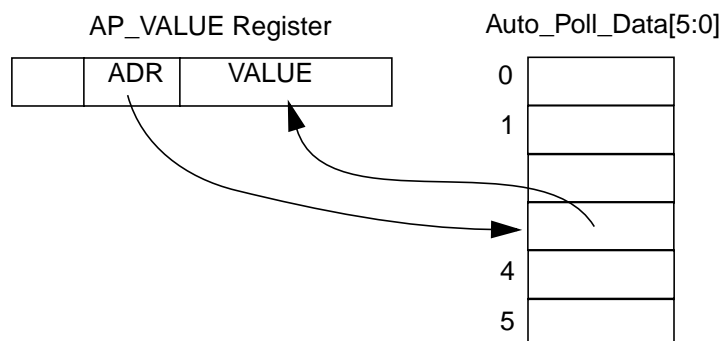 AP_VALUE Register
Auto_Poll_Data[5:0]
ADR VALUE
0
1
4
5